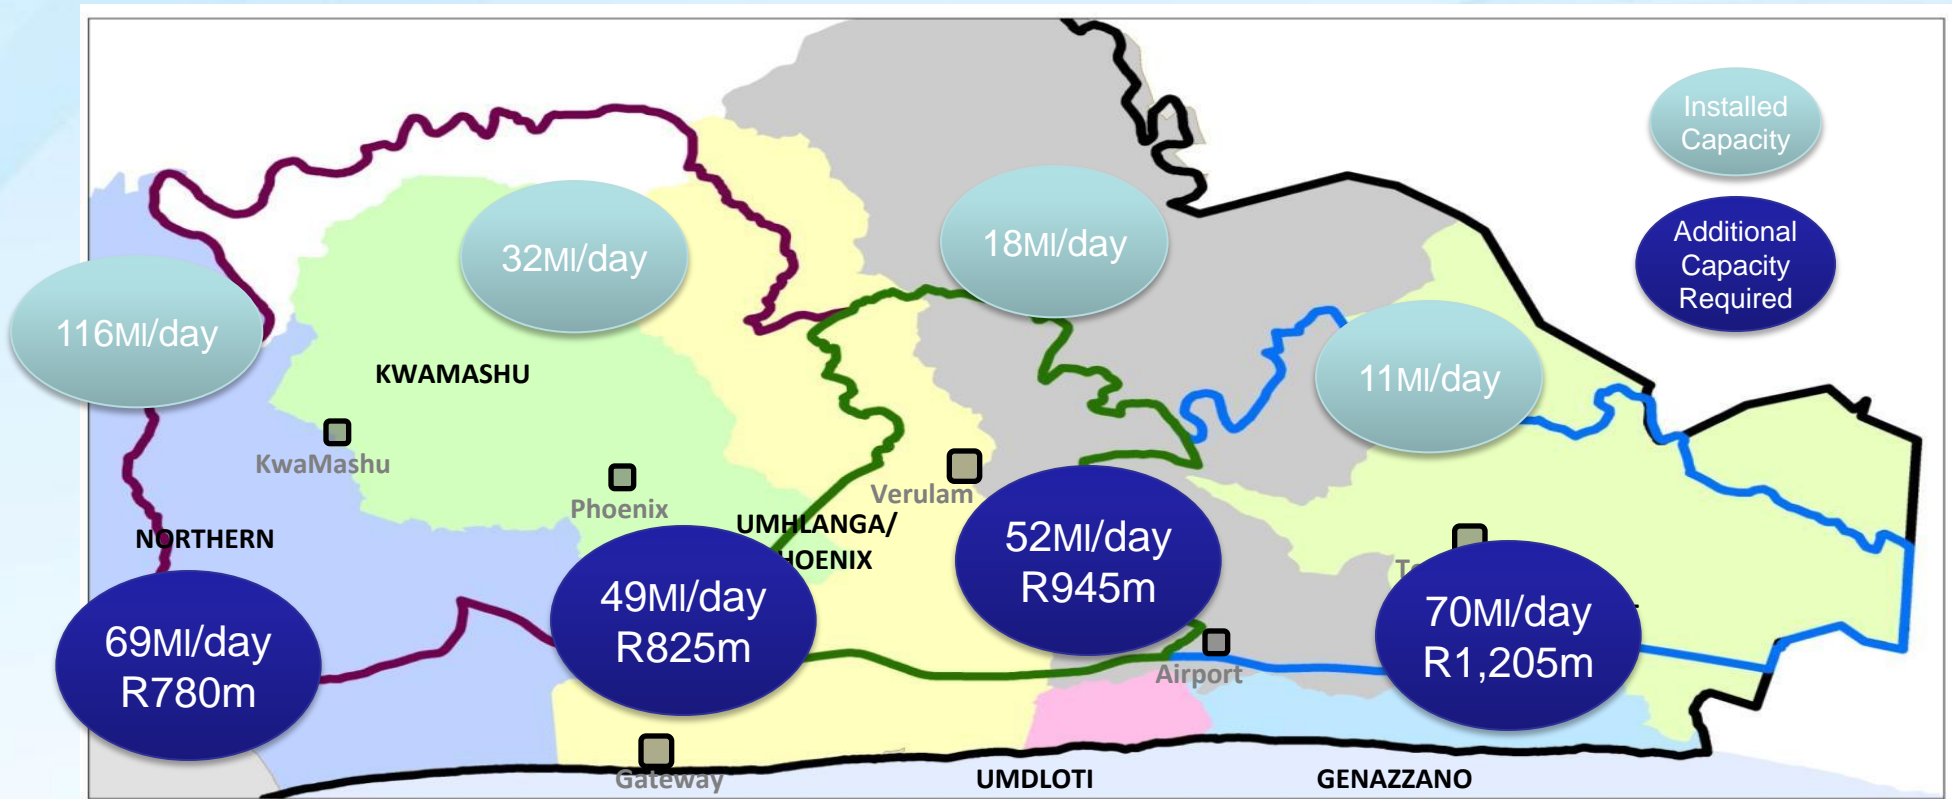 Installed
Capacity
Additional
Capacity
Required
32Ml/day
18Ml/day
116Ml/day
11Ml/day
KWAMASHU
KwaMashu
Phoenix
Verulam
NORTHERN
UMHLANGA/
52Ml/day
R945m
49Ml/day
R825m
69Ml/day
R780m
70Ml/day
R1,205m
Airport
Gateway
UMDLOTI
GENAZZANO